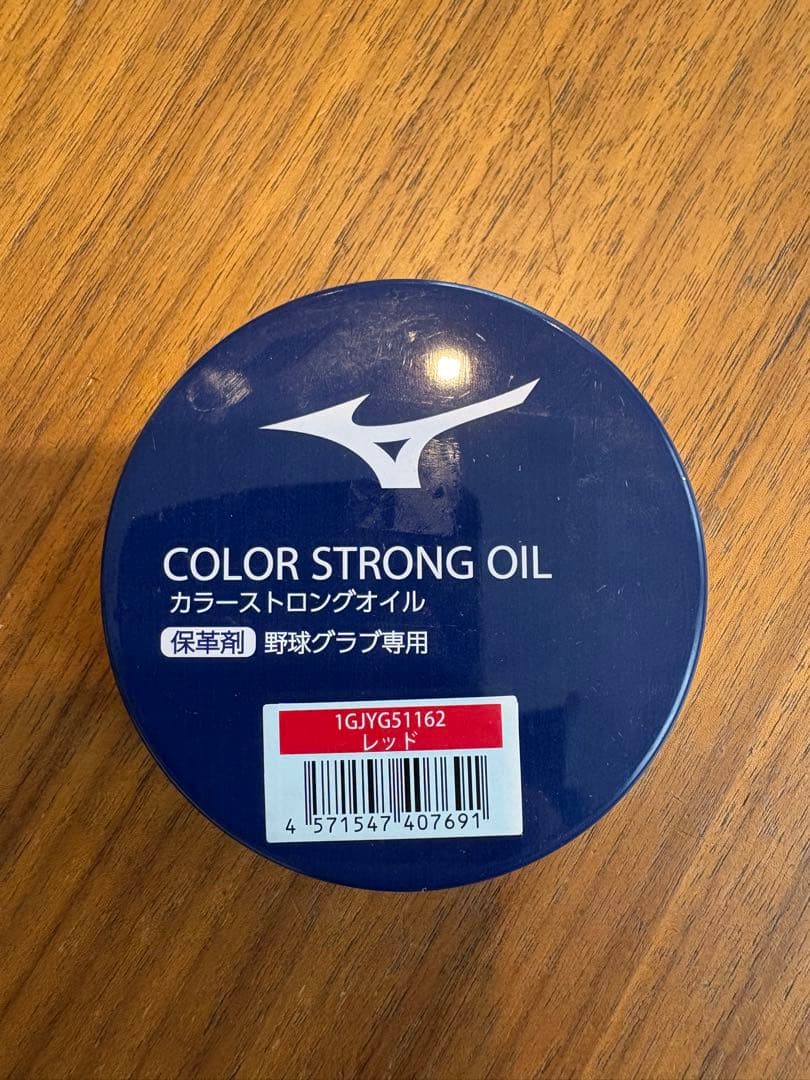 COLOR STRONG OIL
カラーストロングオイル
保革剤 野球グラブ専用
1GJYG51162
レッド
4 571547 407691